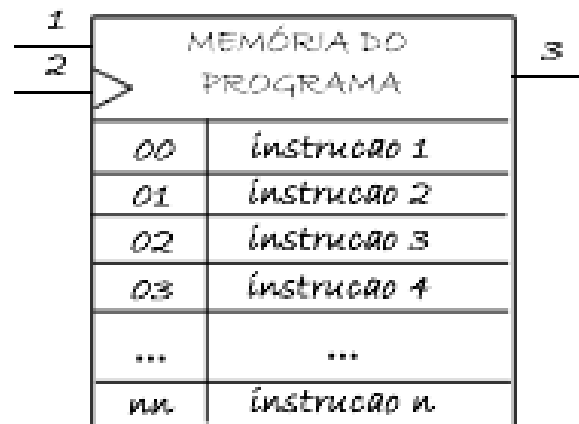 1
MEMÓRIA DO
3
2
PROGRAMA
00 instrucao 1
01 instrucao 2
02 instrucao 3
03 instrucao 4
... ...
nn instrucao n